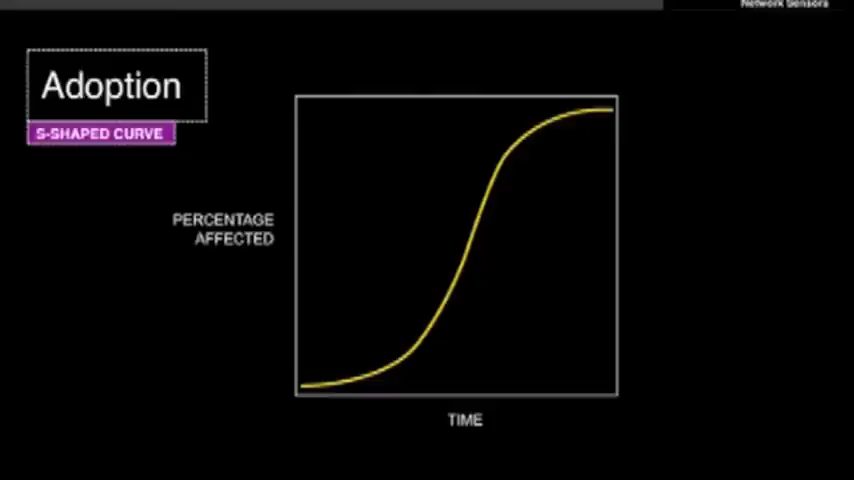 Network Sensors
Adoption
S-SHAPED CURVE
PERCENTAGE
AFFECTED
TIME